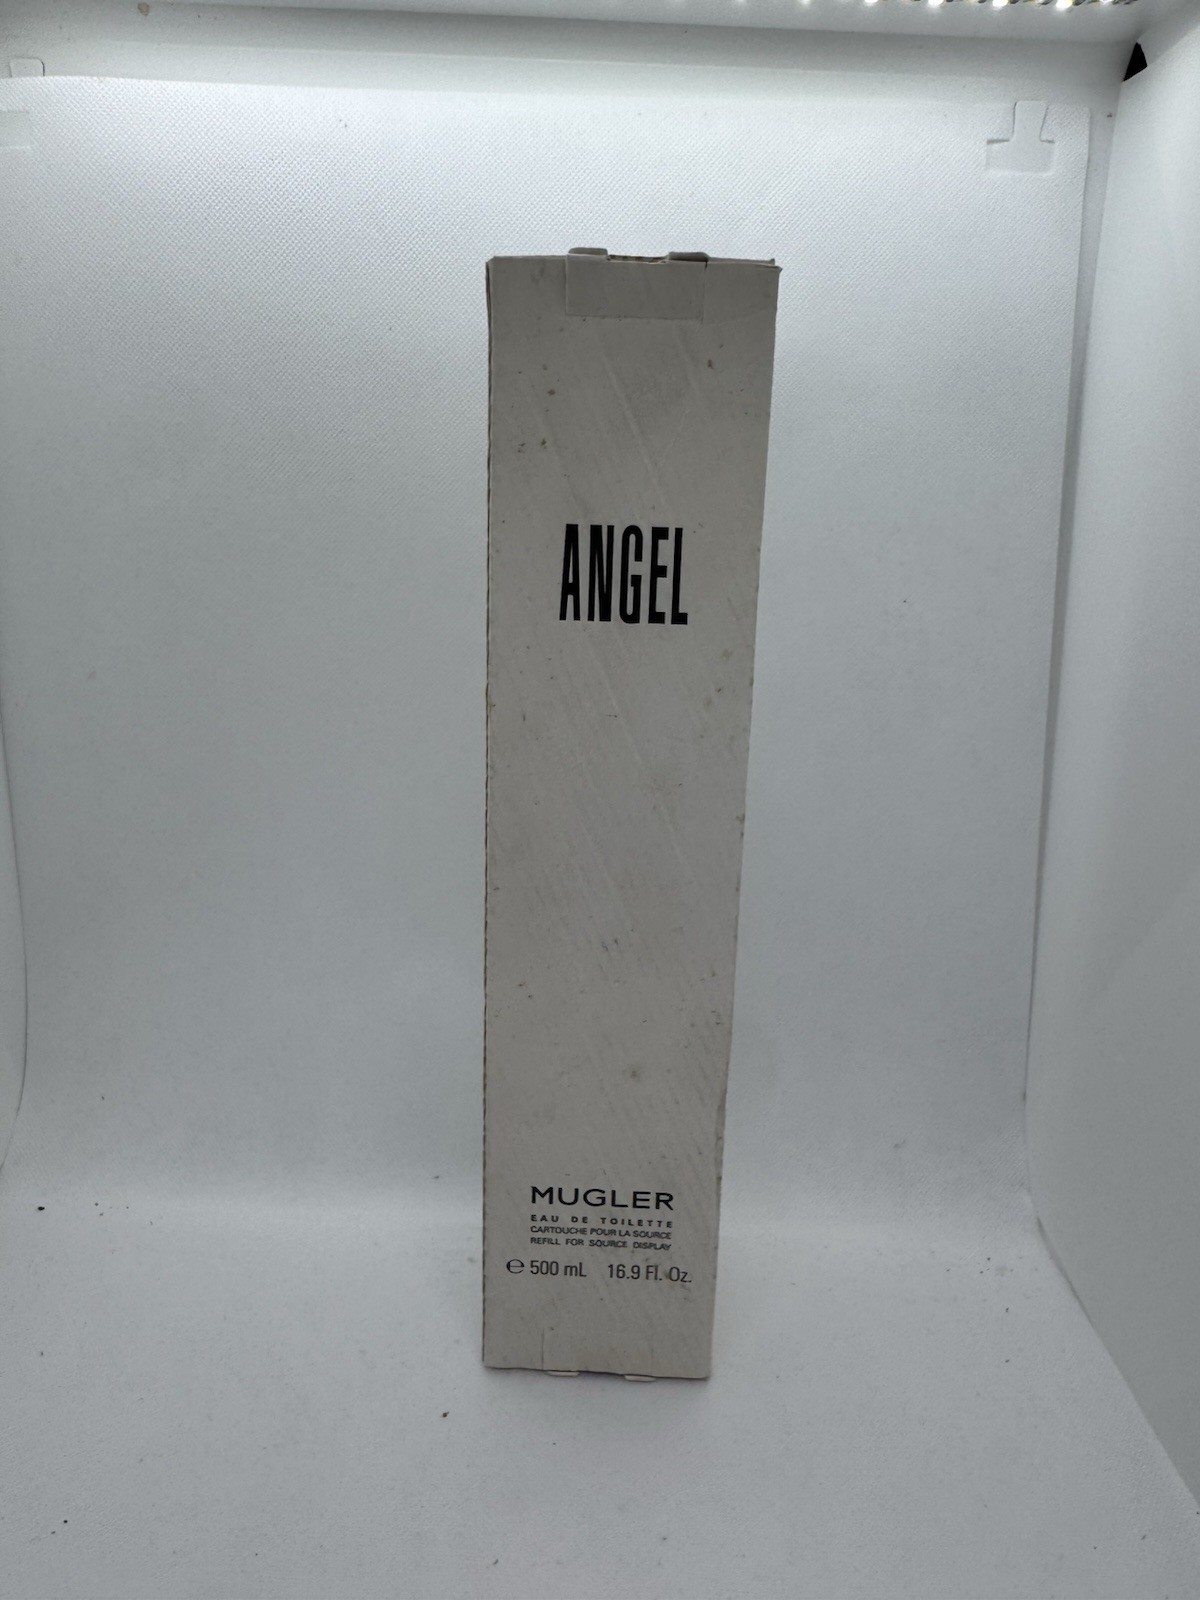 ANGEL
MUGLER
EAU DE TOILETTE
CARTOUCHE POUR LA SOURCE
REFILL FOR SOURCE DISPLAY
℮ 500 mL 16.9 Fl. Oz.